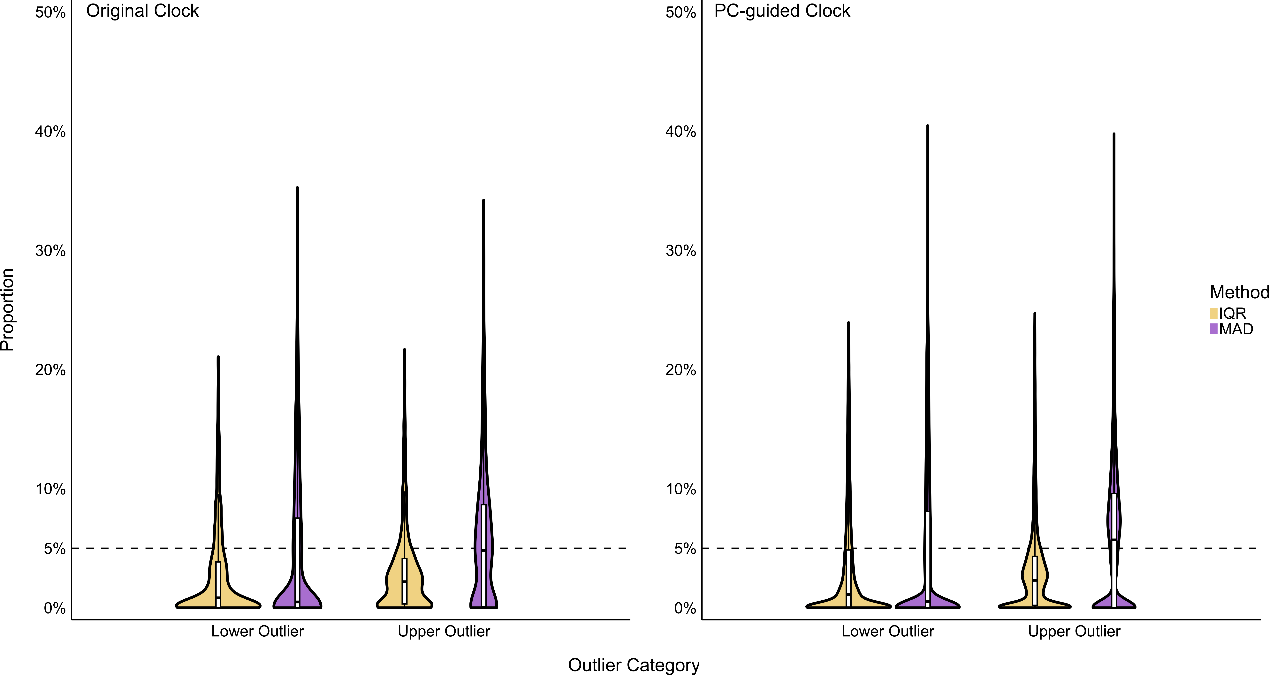 Original Clock
50%
40%
30%
20%
10%
5%
0%
Proportion
Lower Outlier
Upper Outlier
PC-guided Clock
50%
40%
30%
20%
10%
5%
0%
Lower Outlier
Upper Outlier
Method
IQR
MAD
Outlier Category